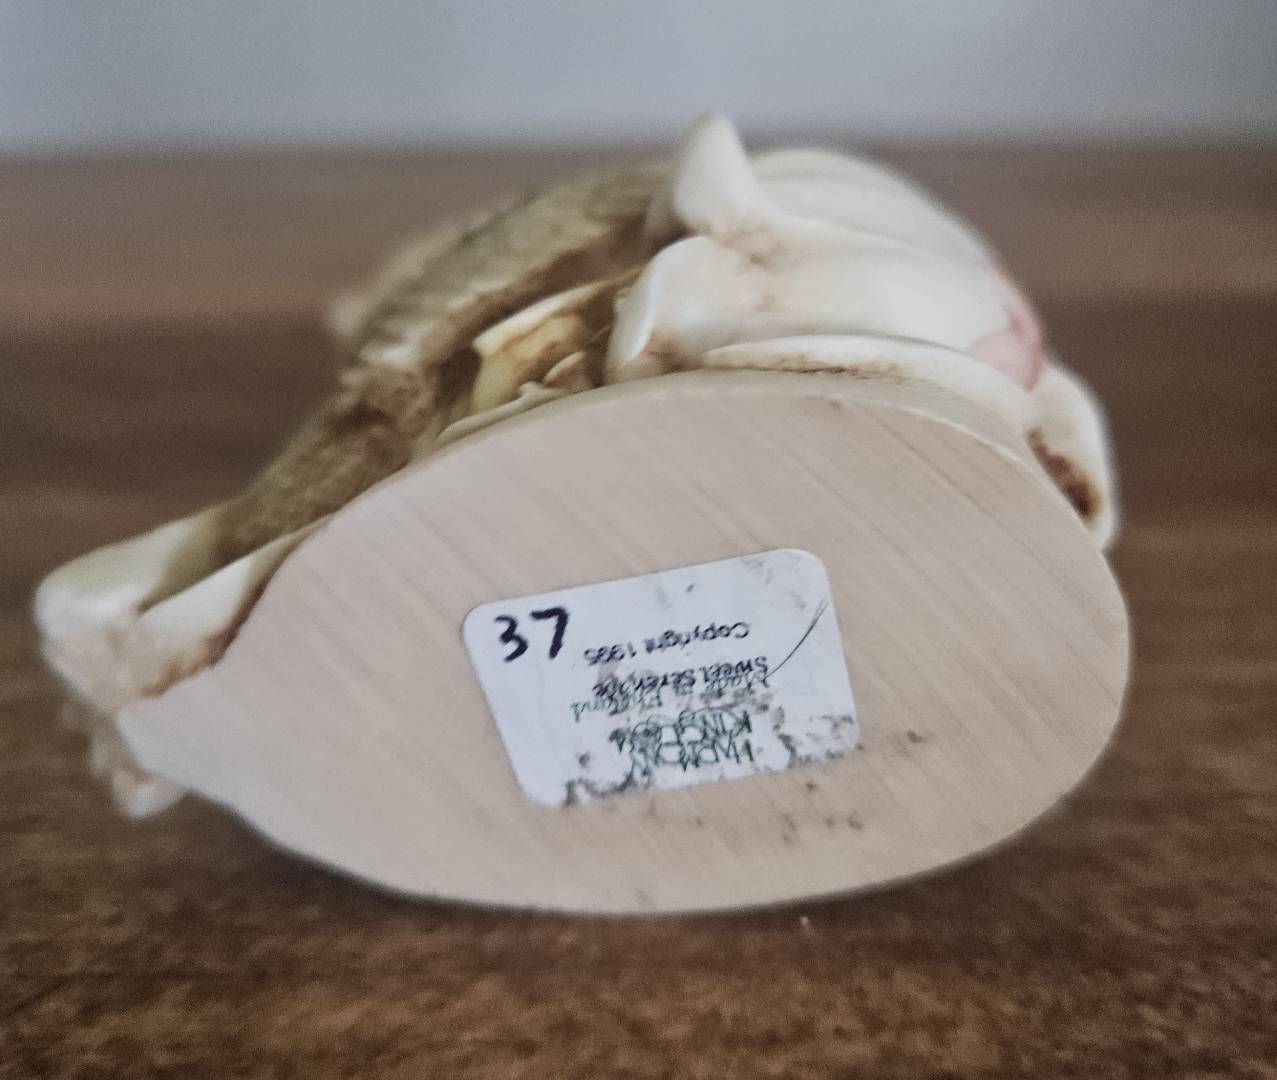 37
HARMONY
KINGDOM
Made in England
Sweet Serenade
Copyright 1995